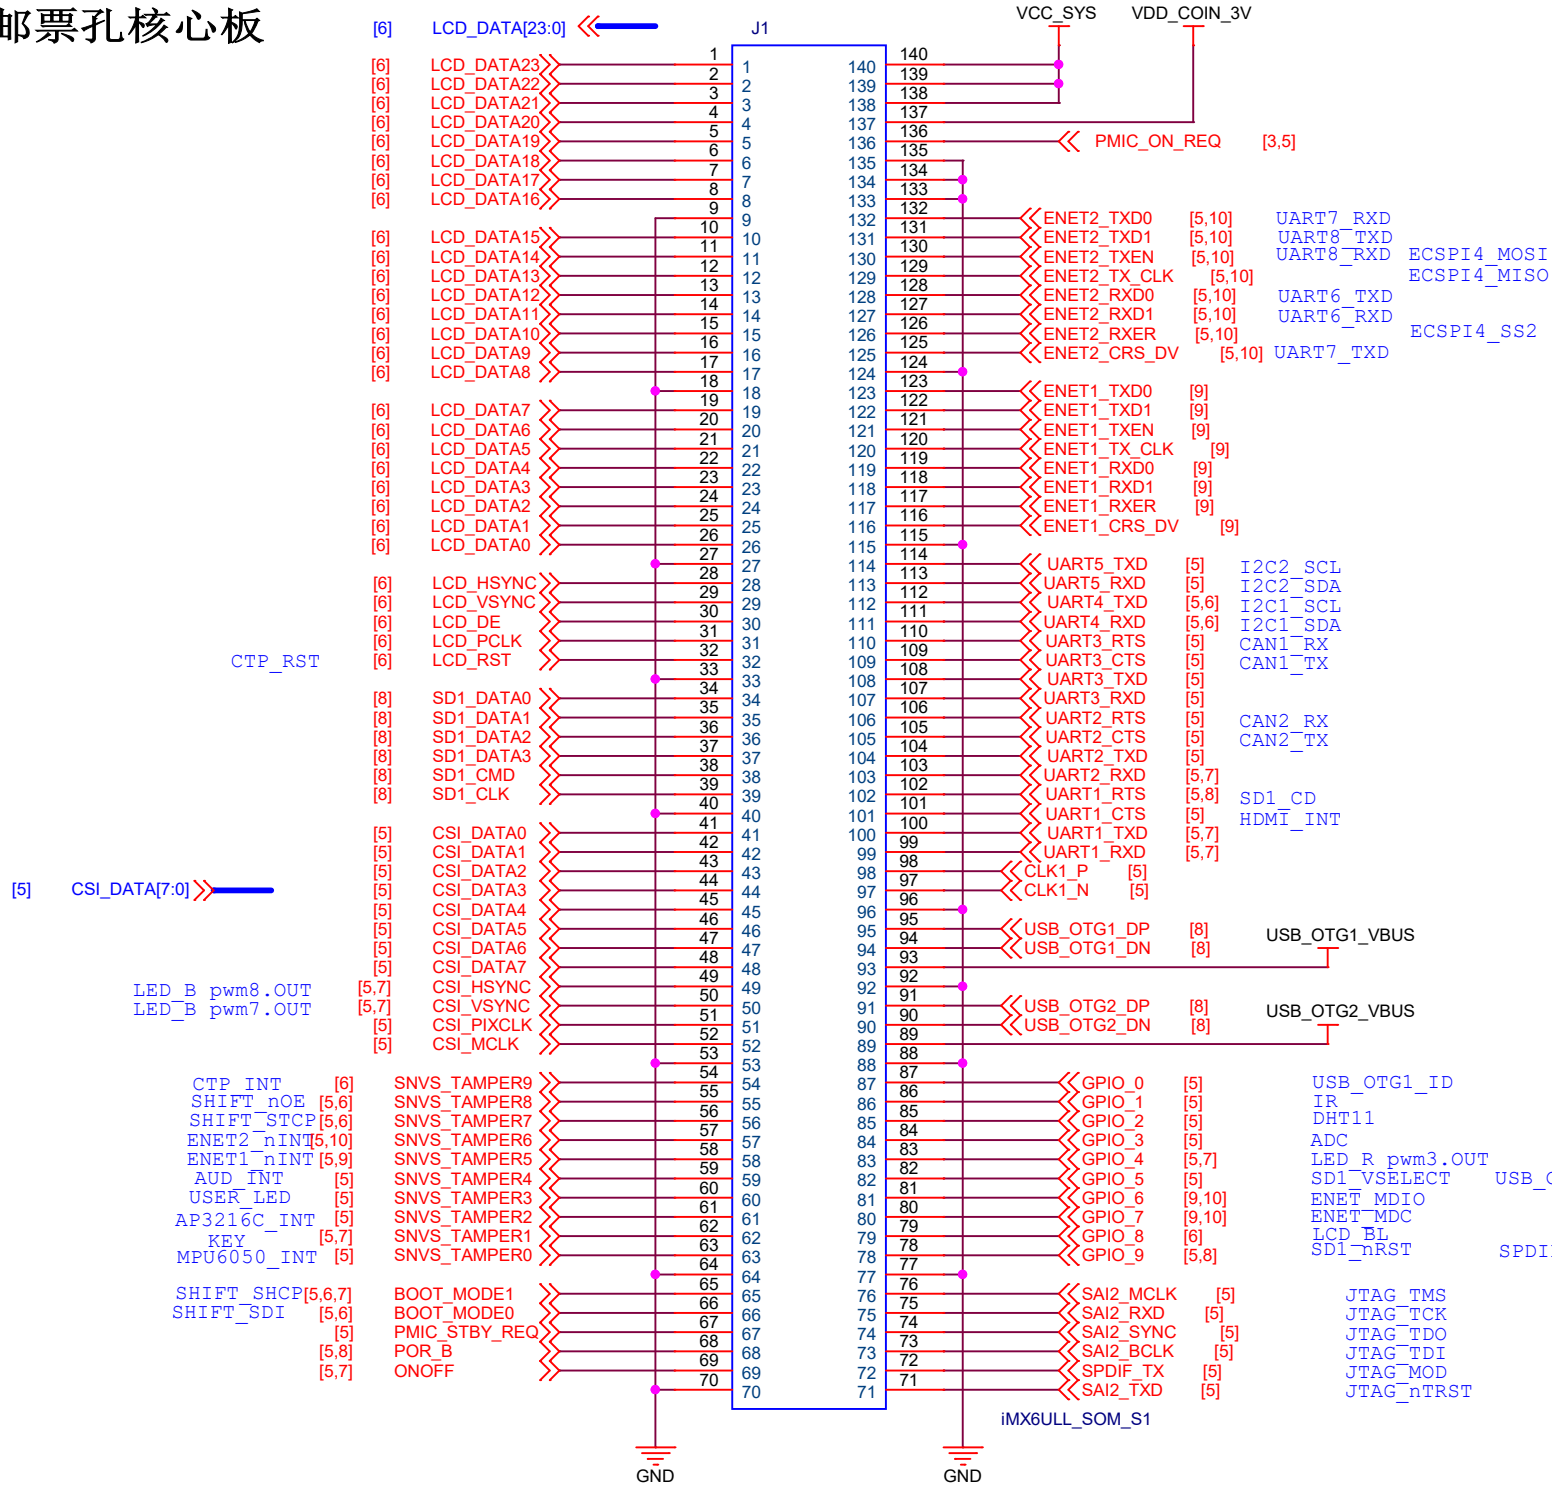 邮票孔核心板
[6] LCD_DATA[23:0]
J1
VCC_SYS VDD_COIN_3V
[6] LCD_DATA23 1 1 140 140
[6] LCD_DATA22 2 2 139 139
[6] LCD_DATA21 3 3 138 138
[6] LCD_DATA20 4 4 137 137
[6] LCD_DATA19 5 5 136 136 PMIC_ON_REQ [3,5]
[6] LCD_DATA18 6 6 135 135
[6] LCD_DATA17 7 7 134 134
[6] LCD_DATA16 8 8 133 133
9 9 132 132 ENET2_TXD0 [5,10] UART7_RXD
[6] LCD_DATA15 10 10 131 131 ENET2_TXD1 [5,10] UART8_TXD
[6] LCD_DATA14 11 11 130 130 ENET2_TXEN [5,10] UART8_RXD ECSPI4_MOSI
[6] LCD_DATA13 12 12 129 129 ENET2_TX_CLK [5,10] ECSPI4_MISO
[6] LCD_DATA12 13 13 128 128 ENET2_RXD0 [5,10] UART6_TXD
[6] LCD_DATA11 14 14 127 127 ENET2_RXD1 [5,10] UART6_RXD
[6] LCD_DATA10 15 15 126 126 ENET2_RXER [5,10] ECSPI4_SS2
[6] LCD_DATA9 16 16 125 125 ENET2_CRS_DV [5,10] UART7_TXD
[6] LCD_DATA8 17 17 124 124
18 18 123 123 ENET1_TXD0 [9]
[6] LCD_DATA7 19 19 122 122 ENET1_TXD1 [9]
[6] LCD_DATA6 20 20 121 121 ENET1_TXEN [9]
[6] LCD_DATA5 21 21 120 120 ENET1_TX_CLK [9]
[6] LCD_DATA4 22 22 119 119 ENET1_RXD0 [9]
[6] LCD_DATA3 23 23 118 118 ENET1_RXD1 [9]
[6] LCD_DATA2 24 24 117 117 ENET1_RXER [9]
[6] LCD_DATA1 25 25 116 116 ENET1_CRS_DV [9]
[6] LCD_DATA0 26 26 115 115
27 27 114 114 UART5_TXD [5] I2C2_SCL
[6] LCD_HSYNC 28 28 113 113 UART5_RXD [5] I2C2_SDA
[6] LCD_VSYNC 29 29 112 112 UART4_TXD [5,6] I2C1_SCL
[6] LCD_DE 30 30 111 111 UART4_RXD [5,6] I2C1_SDA
[6] LCD_PCLK 31 31 110 110 UART3_RTS [5] CAN1_RX
CTP_RST [6] LCD_RST 32 32 109 109 UART3_CTS [5] CAN1_TX
33 33 108 108 UART3_TXD [5]
[8] SD1_DATA0 34 34 107 107 UART3_RXD [5]
[8] SD1_DATA1 35 35 106 106 UART2_RTS [5] CAN2_RX
[8] SD1_DATA2 36 36 105 105 UART2_CTS [5] CAN2_TX
[8] SD1_DATA3 37 37 104 104 UART2_TXD [5]
[8] SD1_CMD 38 38 103 103 UART2_RXD [5,7]
[8] SD1_CLK 39 39 102 102 UART1_RTS [5,8] SD1_CD
40 40 101 101 UART1_CTS [5] HDMI_INT
[5] CSI_DATA0 41 41 100 100 UART1_TXD [5,7]
[5] CSI_DATA1 42 42 99 99 UART1_RXD [5,7]
[5] CSI_DATA2 43 43 98 98 CLK1_P [5]
[5] CSI_DATA[7:0] [5] CSI_DATA3 44 44 97 97 CLK1_N [5]
[5] CSI_DATA4 45 45 96 96
[5] CSI_DATA5 46 46 95 95 USB_OTG1_DP [8] USB_OTG1_VBUS
[5] CSI_DATA6 47 47 94 94 USB_OTG1_DN [8]
[5] CSI_DATA7 48 48 93 93
LED_B pwm8.OUT [5,7] CSI_HSYNC 49 49 92 92
LED_B pwm7.OUT [5,7] CSI_VSYNC 50 50 91 91 USB_OTG2_DP [8] USB_OTG2_VBUS
[5] CSI_PIXCLK 51 51 90 90 USB_OTG2_DN [8]
[5] CSI_MCLK 52 52 89 89
53 53 88 88
CTP_INT [6] SNVS_TAMPER9 54 54 87 87 GPIO_0 [5] USB_OTG1_ID
SHIFT_nOE [5,6] SNVS_TAMPER8 55 55 86 86 GPIO_1 [5] IR
SHIFT_STCP [5,6] SNVS_TAMPER7 56 56 85 85 GPIO_2 [5] DHT11
ENET2_nINT [5,10] SNVS_TAMPER6 57 57 84 84 GPIO_3 [5] ADC
ENET1_nINT [5,9] SNVS_TAMPER5 58 58 83 83 GPIO_4 [5,7] LED_R pwm3.OUT
AUD_INT [5] SNVS_TAMPER4 59 59 82 82 GPIO_5 [5] SD1_VSELECT
USER_LED [5] SNVS_TAMPER3 60 60 81 81 GPIO_6 [9,10] ENET_MDIO
AP3216C_INT [5] SNVS_TAMPER2 61 61 80 80 GPIO_7 [9,10] ENET_MDC
KEY [5,7] SNVS_TAMPER1 62 62 79 79 GPIO_8 [6] LCD_BL
MPU6050_INT [5] SNVS_TAMPER0 63 63 78 78 GPIO_9 [5,8] SD1_nRST
64 64 77 77
SHIFT_SHCP [5,6,7] BOOT_MODE1 65 65 76 76 SAI2_MCLK [5] JTAG_TMS
SHIFT_SDI [5,6] BOOT_MODE0 66 66 75 75 SAI2_RXD [5] JTAG_TCK
[5] PMIC_STBY_REQ 67 67 74 74 SAI2_SYNC [5] JTAG_TDO
[5,8] POR_B 68 68 73 73 SAI2_BCLK [5] JTAG_TDI
[5,7] ONOFF 69 69 72 72 SPDIF_TX [5] JTAG_MOD
70 70 71 71 SAI2_TXD [5] JTAG_nTRST
iMX6ULL_SOM_S1
GND GND